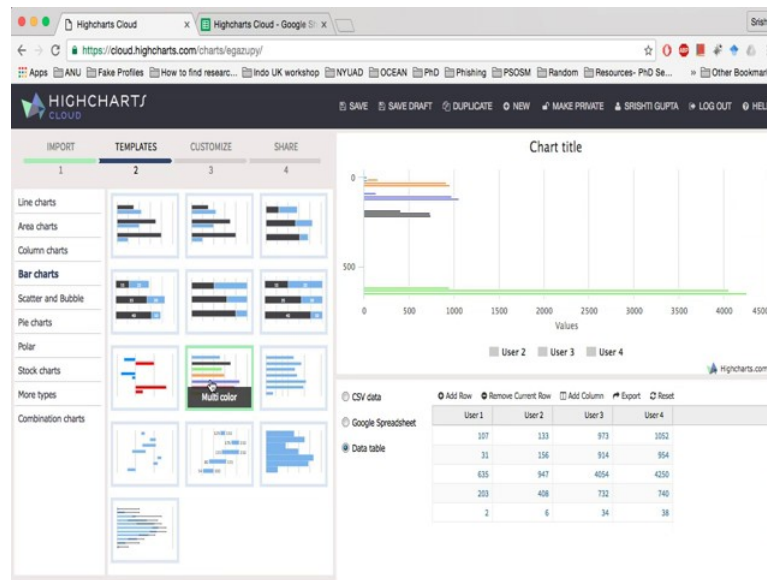 Highcharts Cloud
Highcharts Cloud - Google Sh
Srish
https://cloud.highcharts.com/charts/egazupy/
Apps ANU Fake Profiles How to find researc... Indo UK workshop NYUAD OCEAN PhD Phishing PSOSM Random Resources- PhD Se... » Other Bookmar
HIGHCHARTS
CLOUD
SAVE SAVE DRAFT DUPLICATE NEW MAKE PRIVATE SRISHTI GUPTA LOG OUT HEL
IMPORT TEMPLATES CUSTOMIZE SHARE
1 2 3 4
Line charts
Area charts
Column charts
Bar charts
Scatter and Bubble
Pie charts
Polar
Stock charts
More types
Combination charts
Multi color
Chart title
0
500
0 500 1000 1500 2000 2500 3000 3500 4000 4500
Values
User 2 User 3 User 4
Highcharts.com
CSV data
Google Spreadsheet
Data table
Add Row Remove Current Row Add Column Export Reset
User 1 User 2 User 3 User 4
107 133 973 1052
31 156 914 954
635 947 4054 4250
203 408 732 740
2 6 34 38